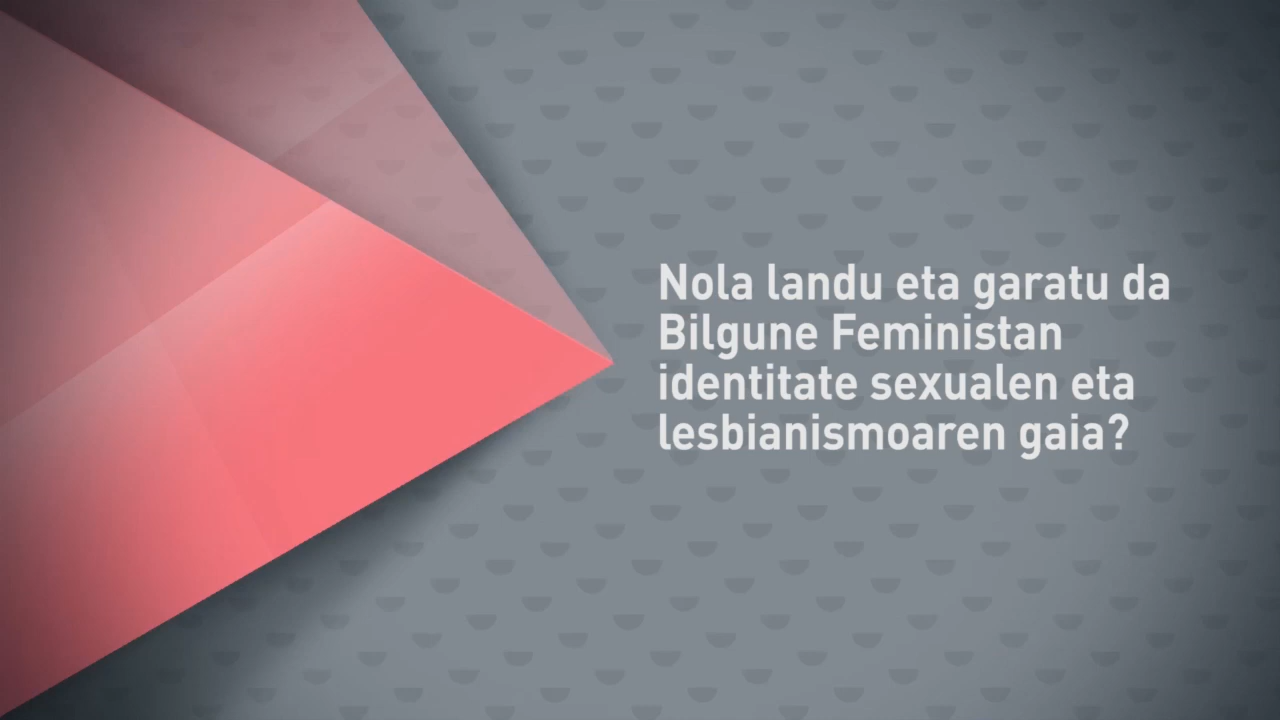 Nola landu eta garatu da
Bilgune Feministan
identitate sexualen eta
lesbianismoaren gaia?